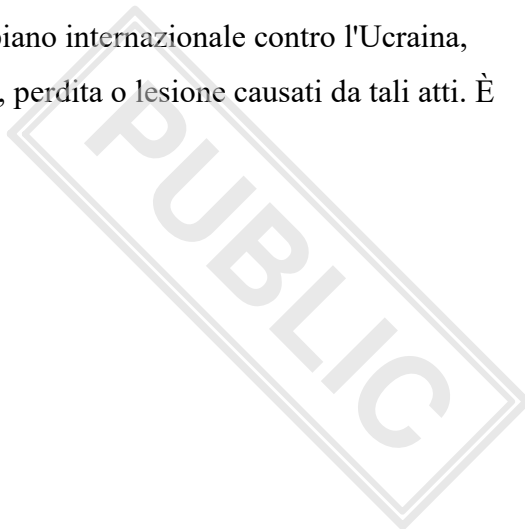 piano internazionale contro l'Ucraina,
, perdita o lesione causati da tali atti. È
PUBLIC